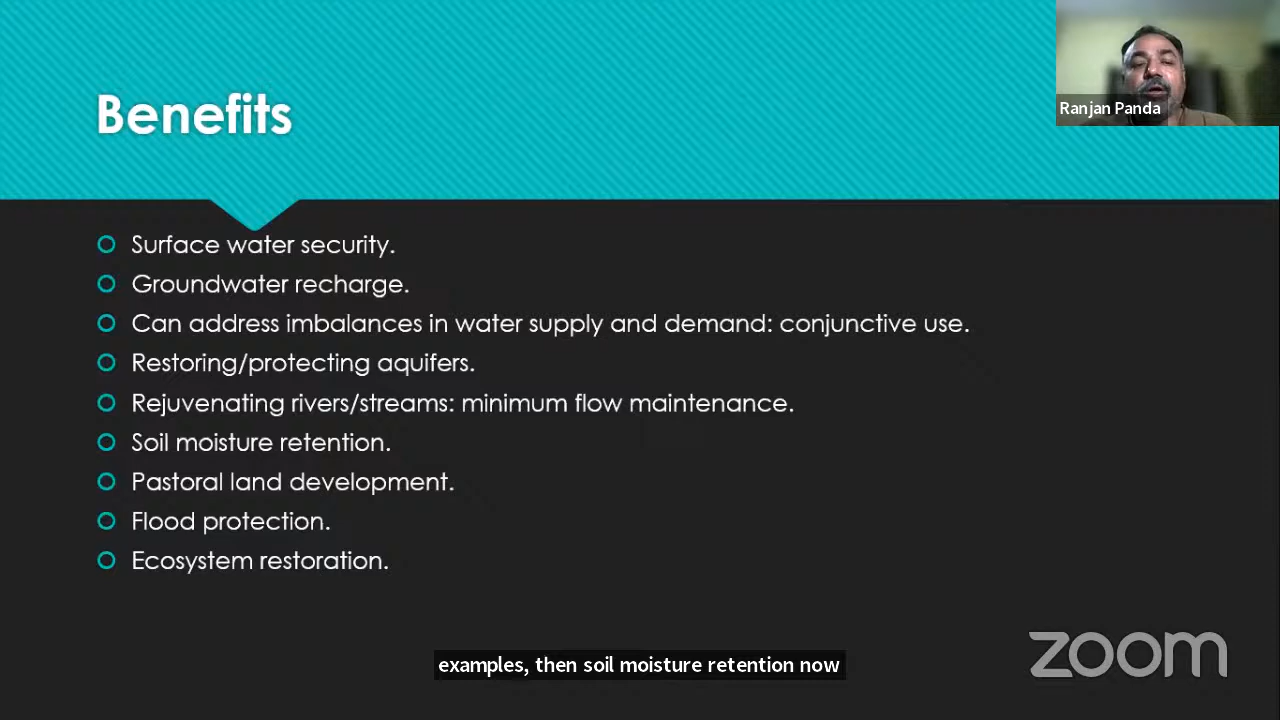 Benefits
Ranjan Panda
Surface water security.
Groundwater recharge.
Can address imbalances in water supply and demand: conjunctive use.
Restoring/protecting aquifers.
Rejuvenating rivers/streams: minimum flow maintenance.
Soil moisture retention.
Pastoral land development.
Flood protection.
Ecosystem restoration.
examples, then soil moisture retention now
zoom